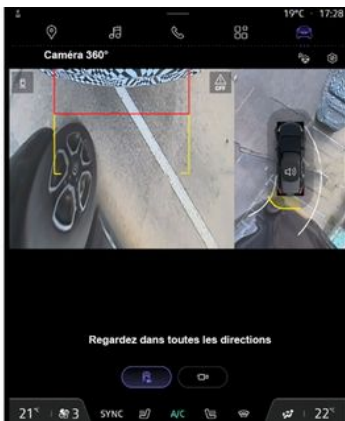 19°C · 17:28
Caméra 360°
OFF
Regardez dans toutes les directions
21°C 3 SYNC A/C 22°C